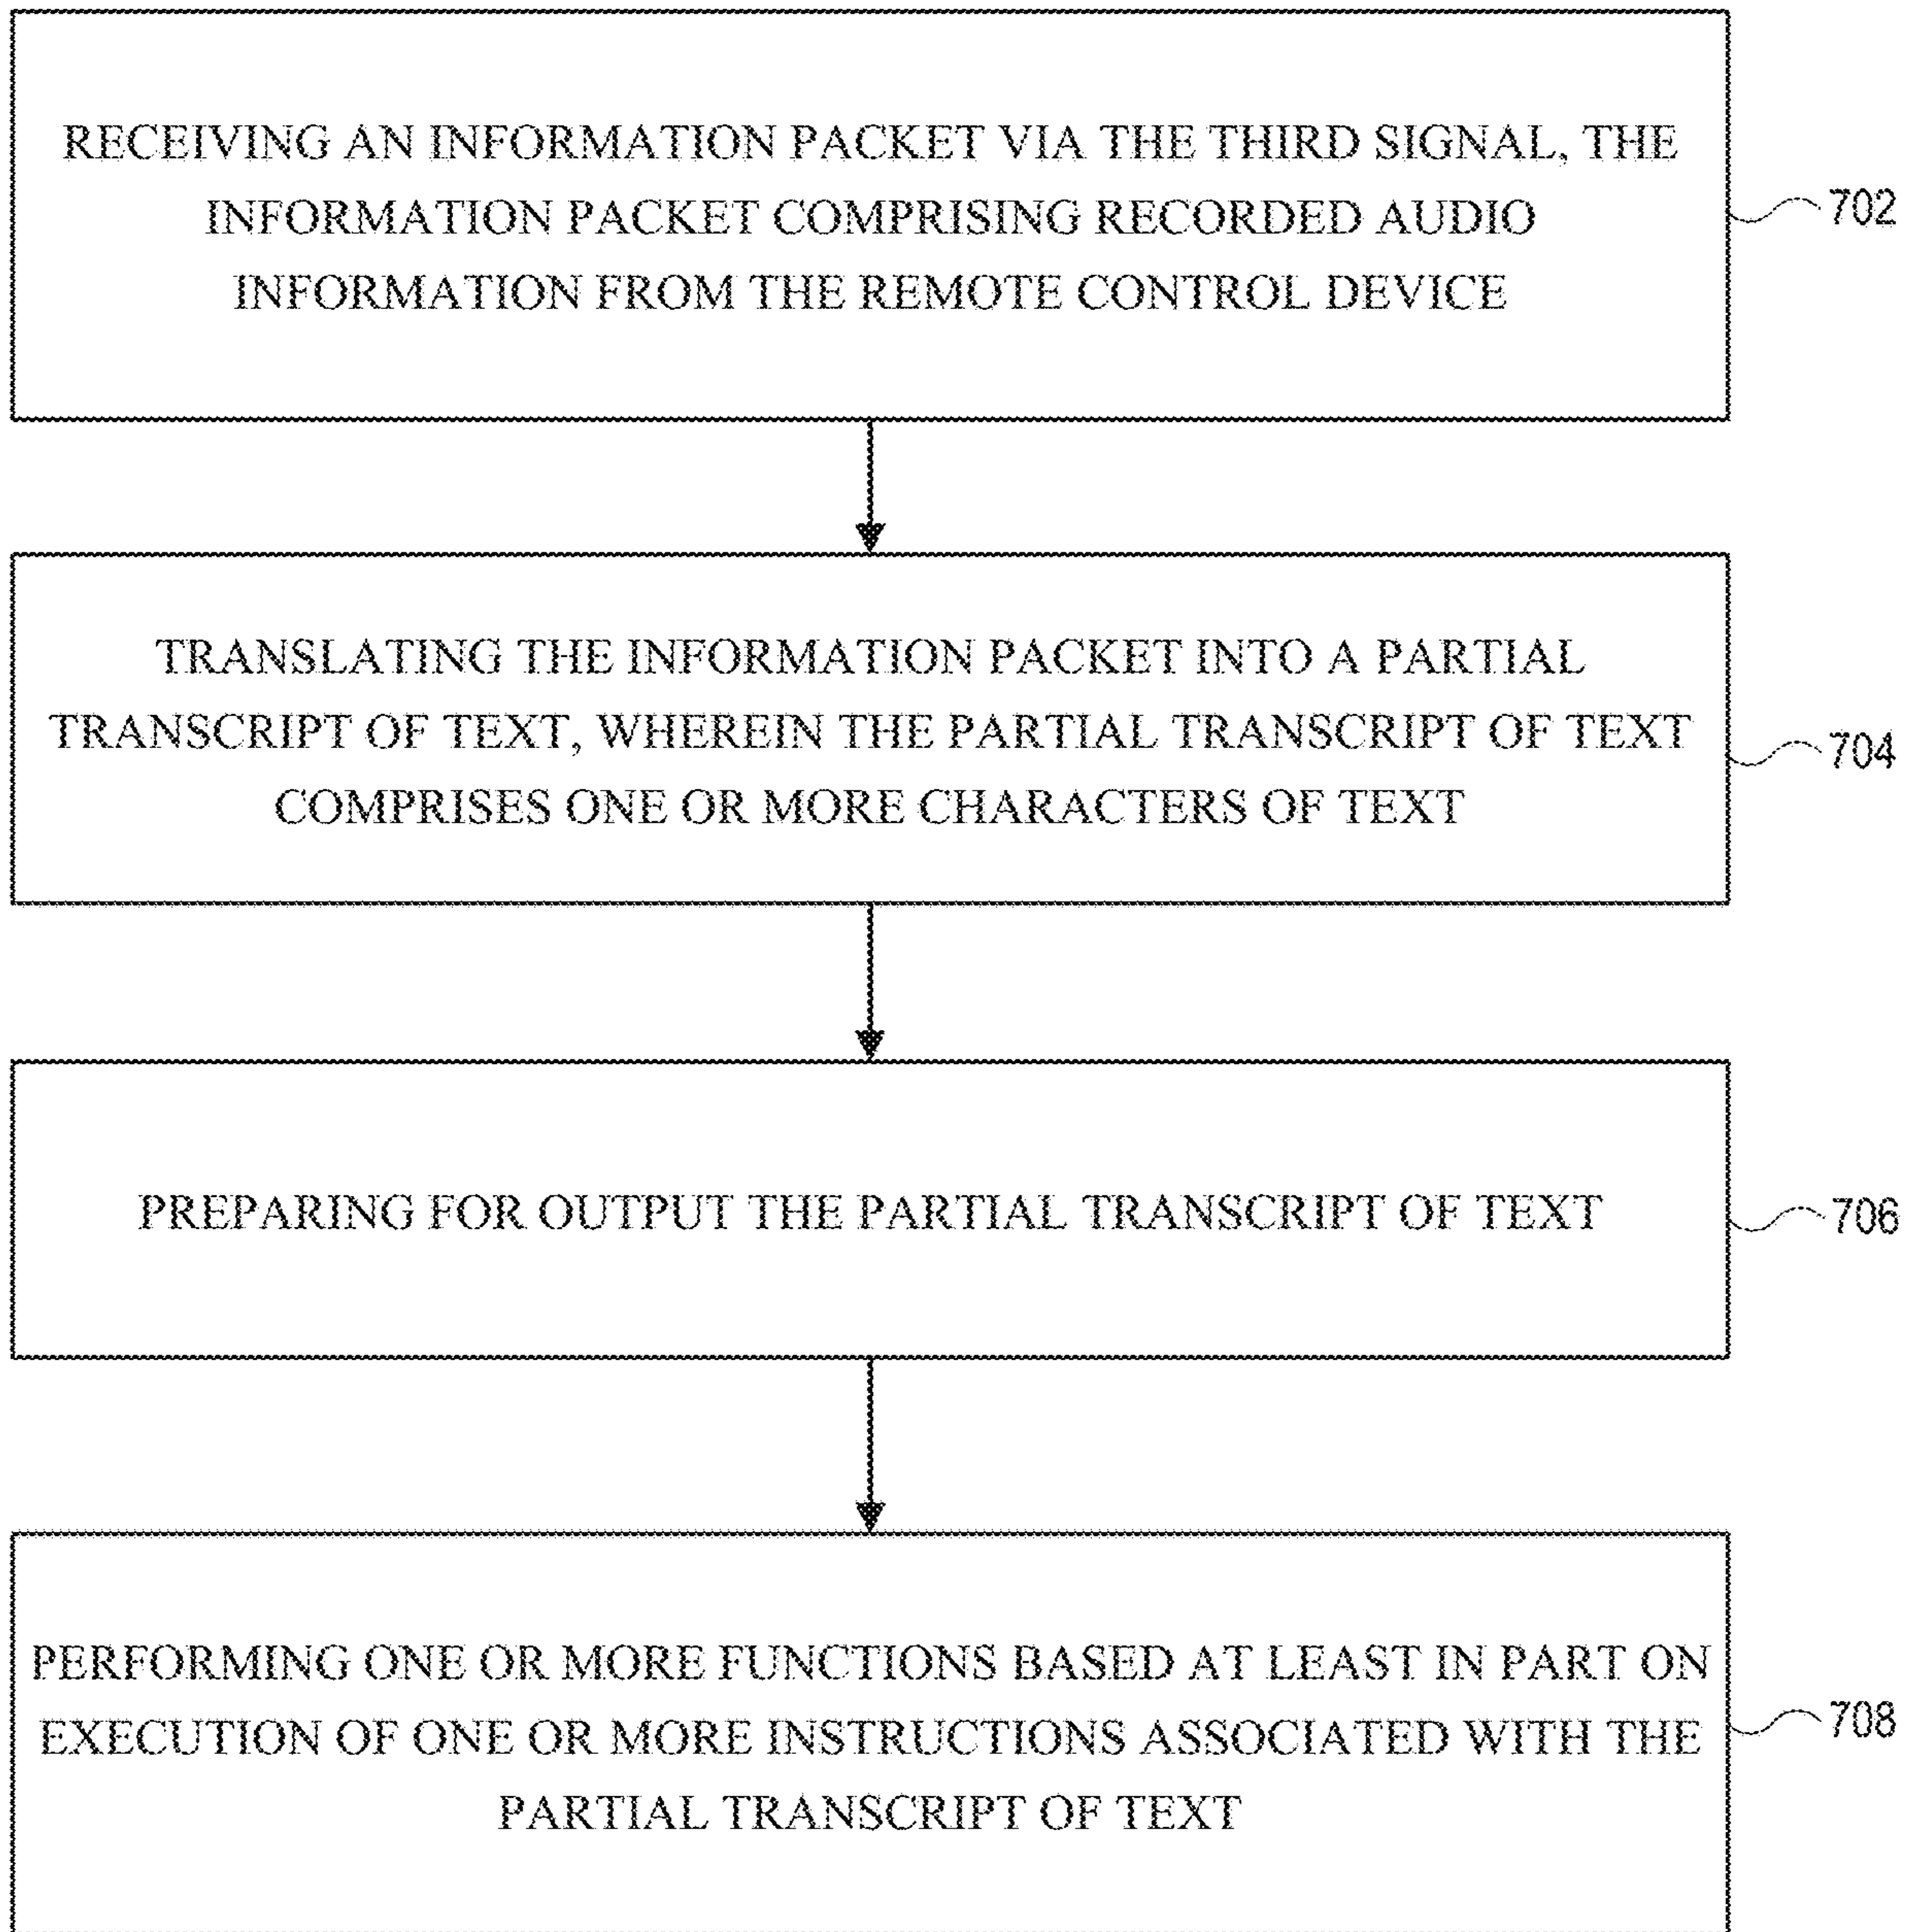 RECEIVING AN INFORMATION PACKET VIA THE THIRD SIGNAL, THE
INFORMATION PACKET COMPRISING RECORDED AUDIO
INFORMATION FROM THE REMOTE CONTROL DEVICE
702
TRANSLATING THE INFORMATION PACKET INTO A PARTIAL
TRANSCRIPT OF TEXT, WHEREIN THE PARTIAL TRANSCRIPT OF TEXT
COMPRISES ONE OR MORE CHARACTERS OF TEXT
704
PREPARING FOR OUTPUT THE PARTIAL TRANSCRIPT OF TEXT
706
PERFORMING ONE OR MORE FUNCTIONS BASED AT LEAST IN PART ON
EXECUTION OF ONE OR MORE INSTRUCTIONS ASSOCIATED WITH THE
PARTIAL TRANSCRIPT OF TEXT
708